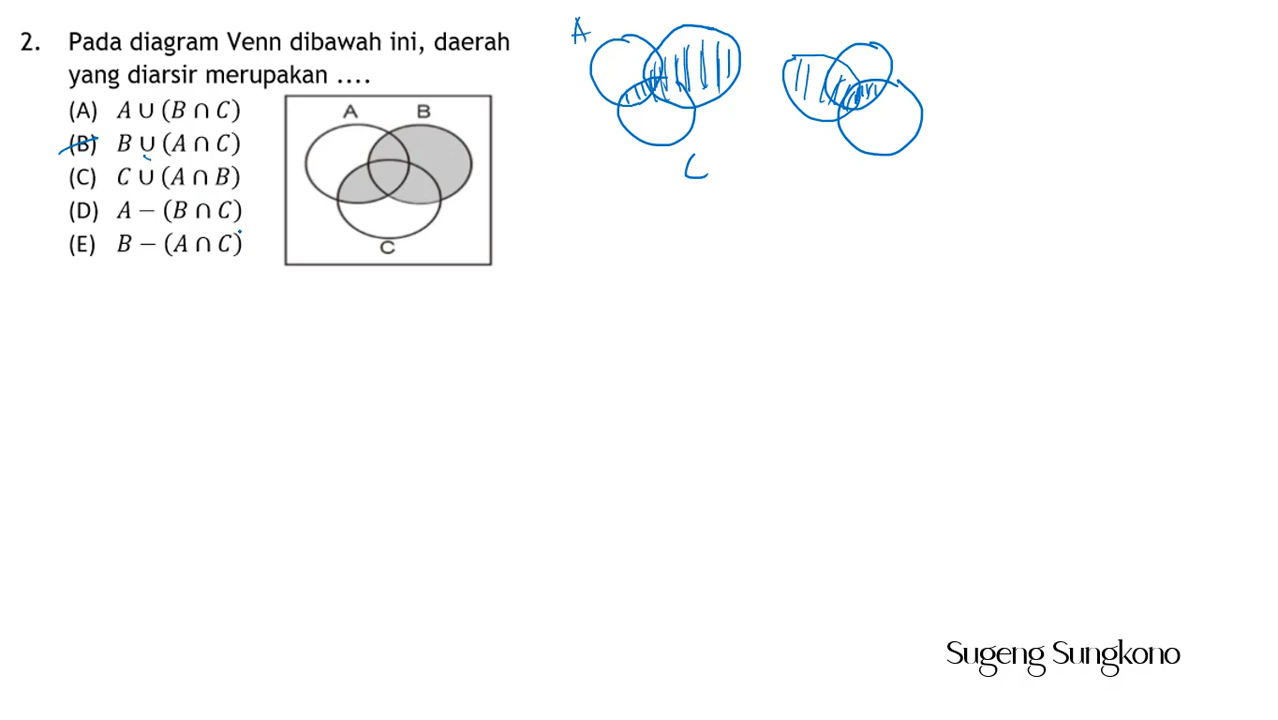 2. Pada diagram Venn dibawah ini, daerah
yang diarsir merupakan ....
(A) A ∪ (B ∩ C)
(B) B ∪ (A ∩ C)
(C) C ∪ (A ∩ B)
(D) A − (B ∩ C)
(E) B − (A ∩ C)
A B
C
A
C
Sugeng Sungkono